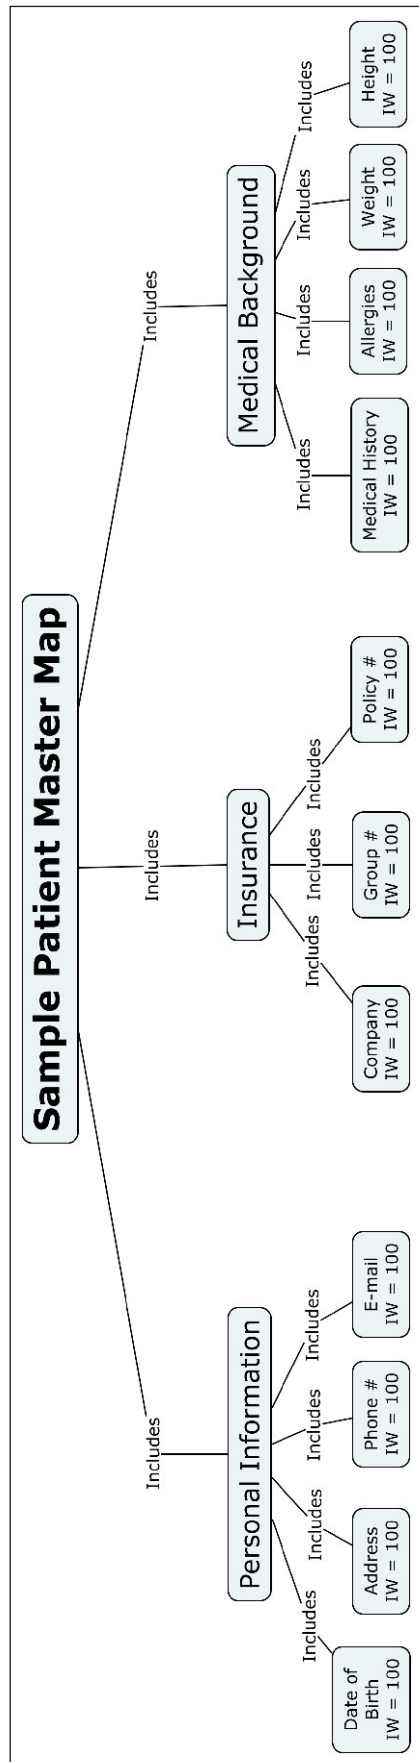 Sample Patient Master Map
Includes
Includes
Includes
Personal Information
Insurance
Medical Background
Includes
Includes
Includes
Includes
Includes
Includes
Includes
Includes
Includes
Includes
Includes
Date of
Birth
IW = 100
Address
IW = 100
Phone #
IW = 100
E-mail
IW = 100
Company
IW = 100
Group #
IW = 100
Policy #
IW = 100
Medical History
IW = 100
Allergies
IW = 100
Weight
IW = 100
Height
IW = 100